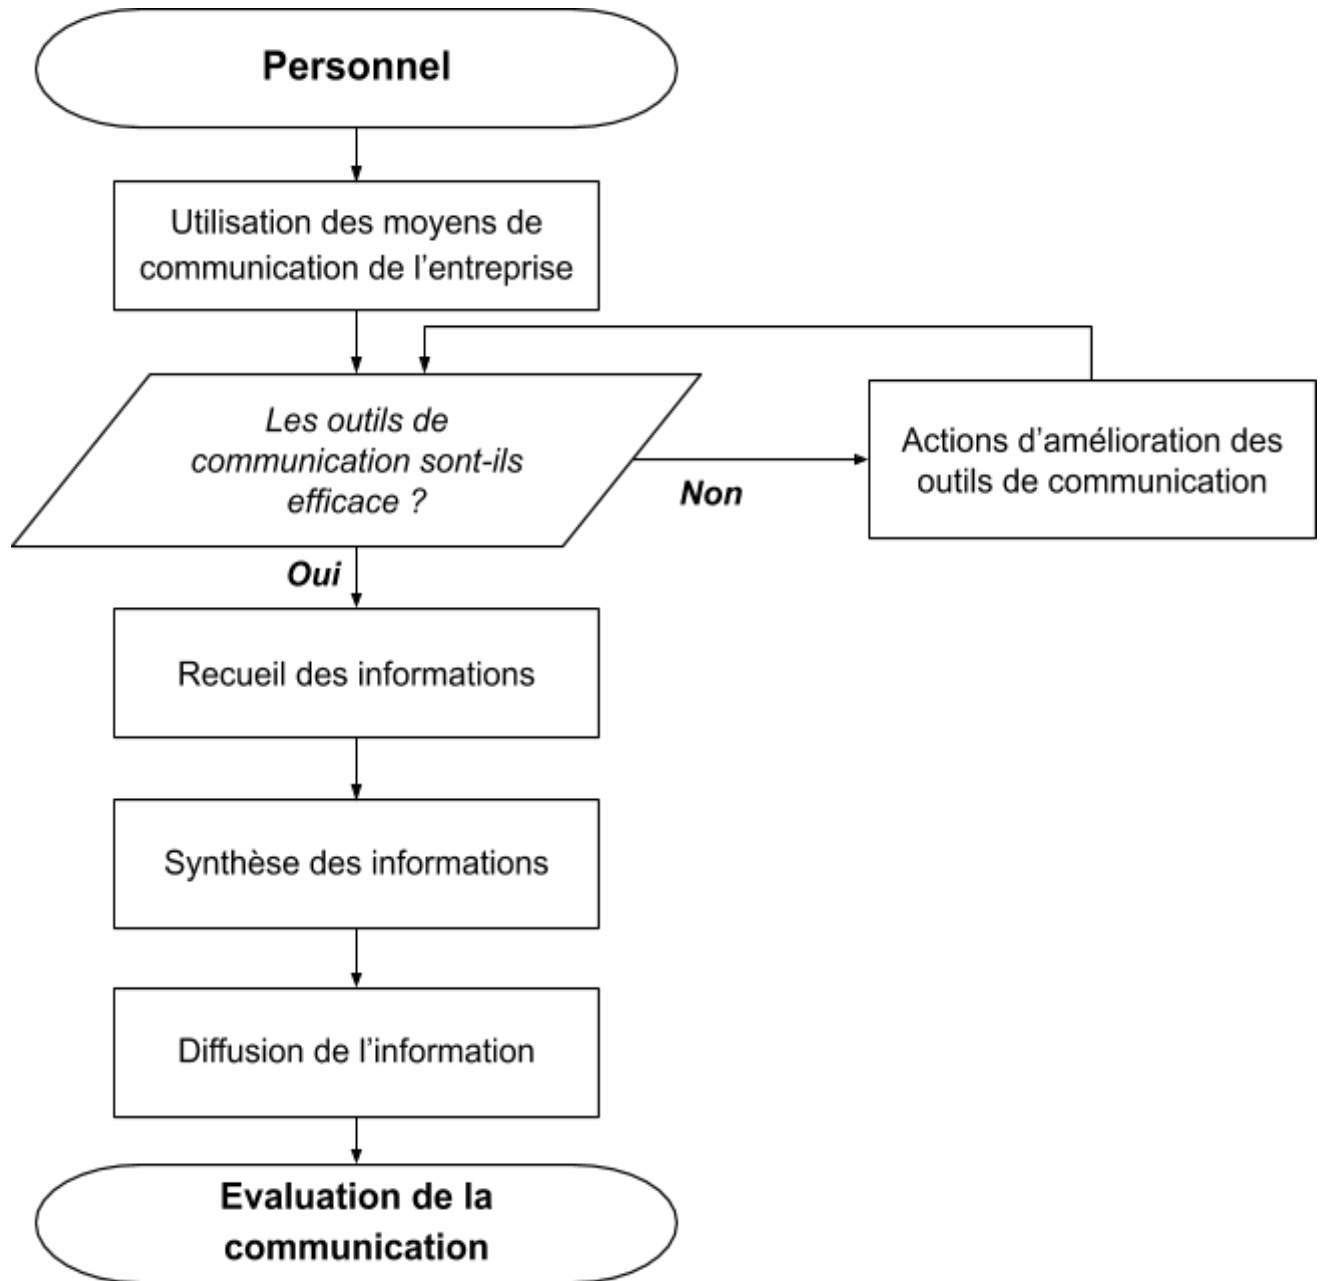 Personnel
Utilisation des moyens de
communication de l’entreprise
Les outils de
communication sont-ils
efficace ?
Non
Actions d’amélioration des
outils de communication
Oui
Recueil des informations
Synthèse des informations
Diffusion de l’information
Evaluation de la
communication